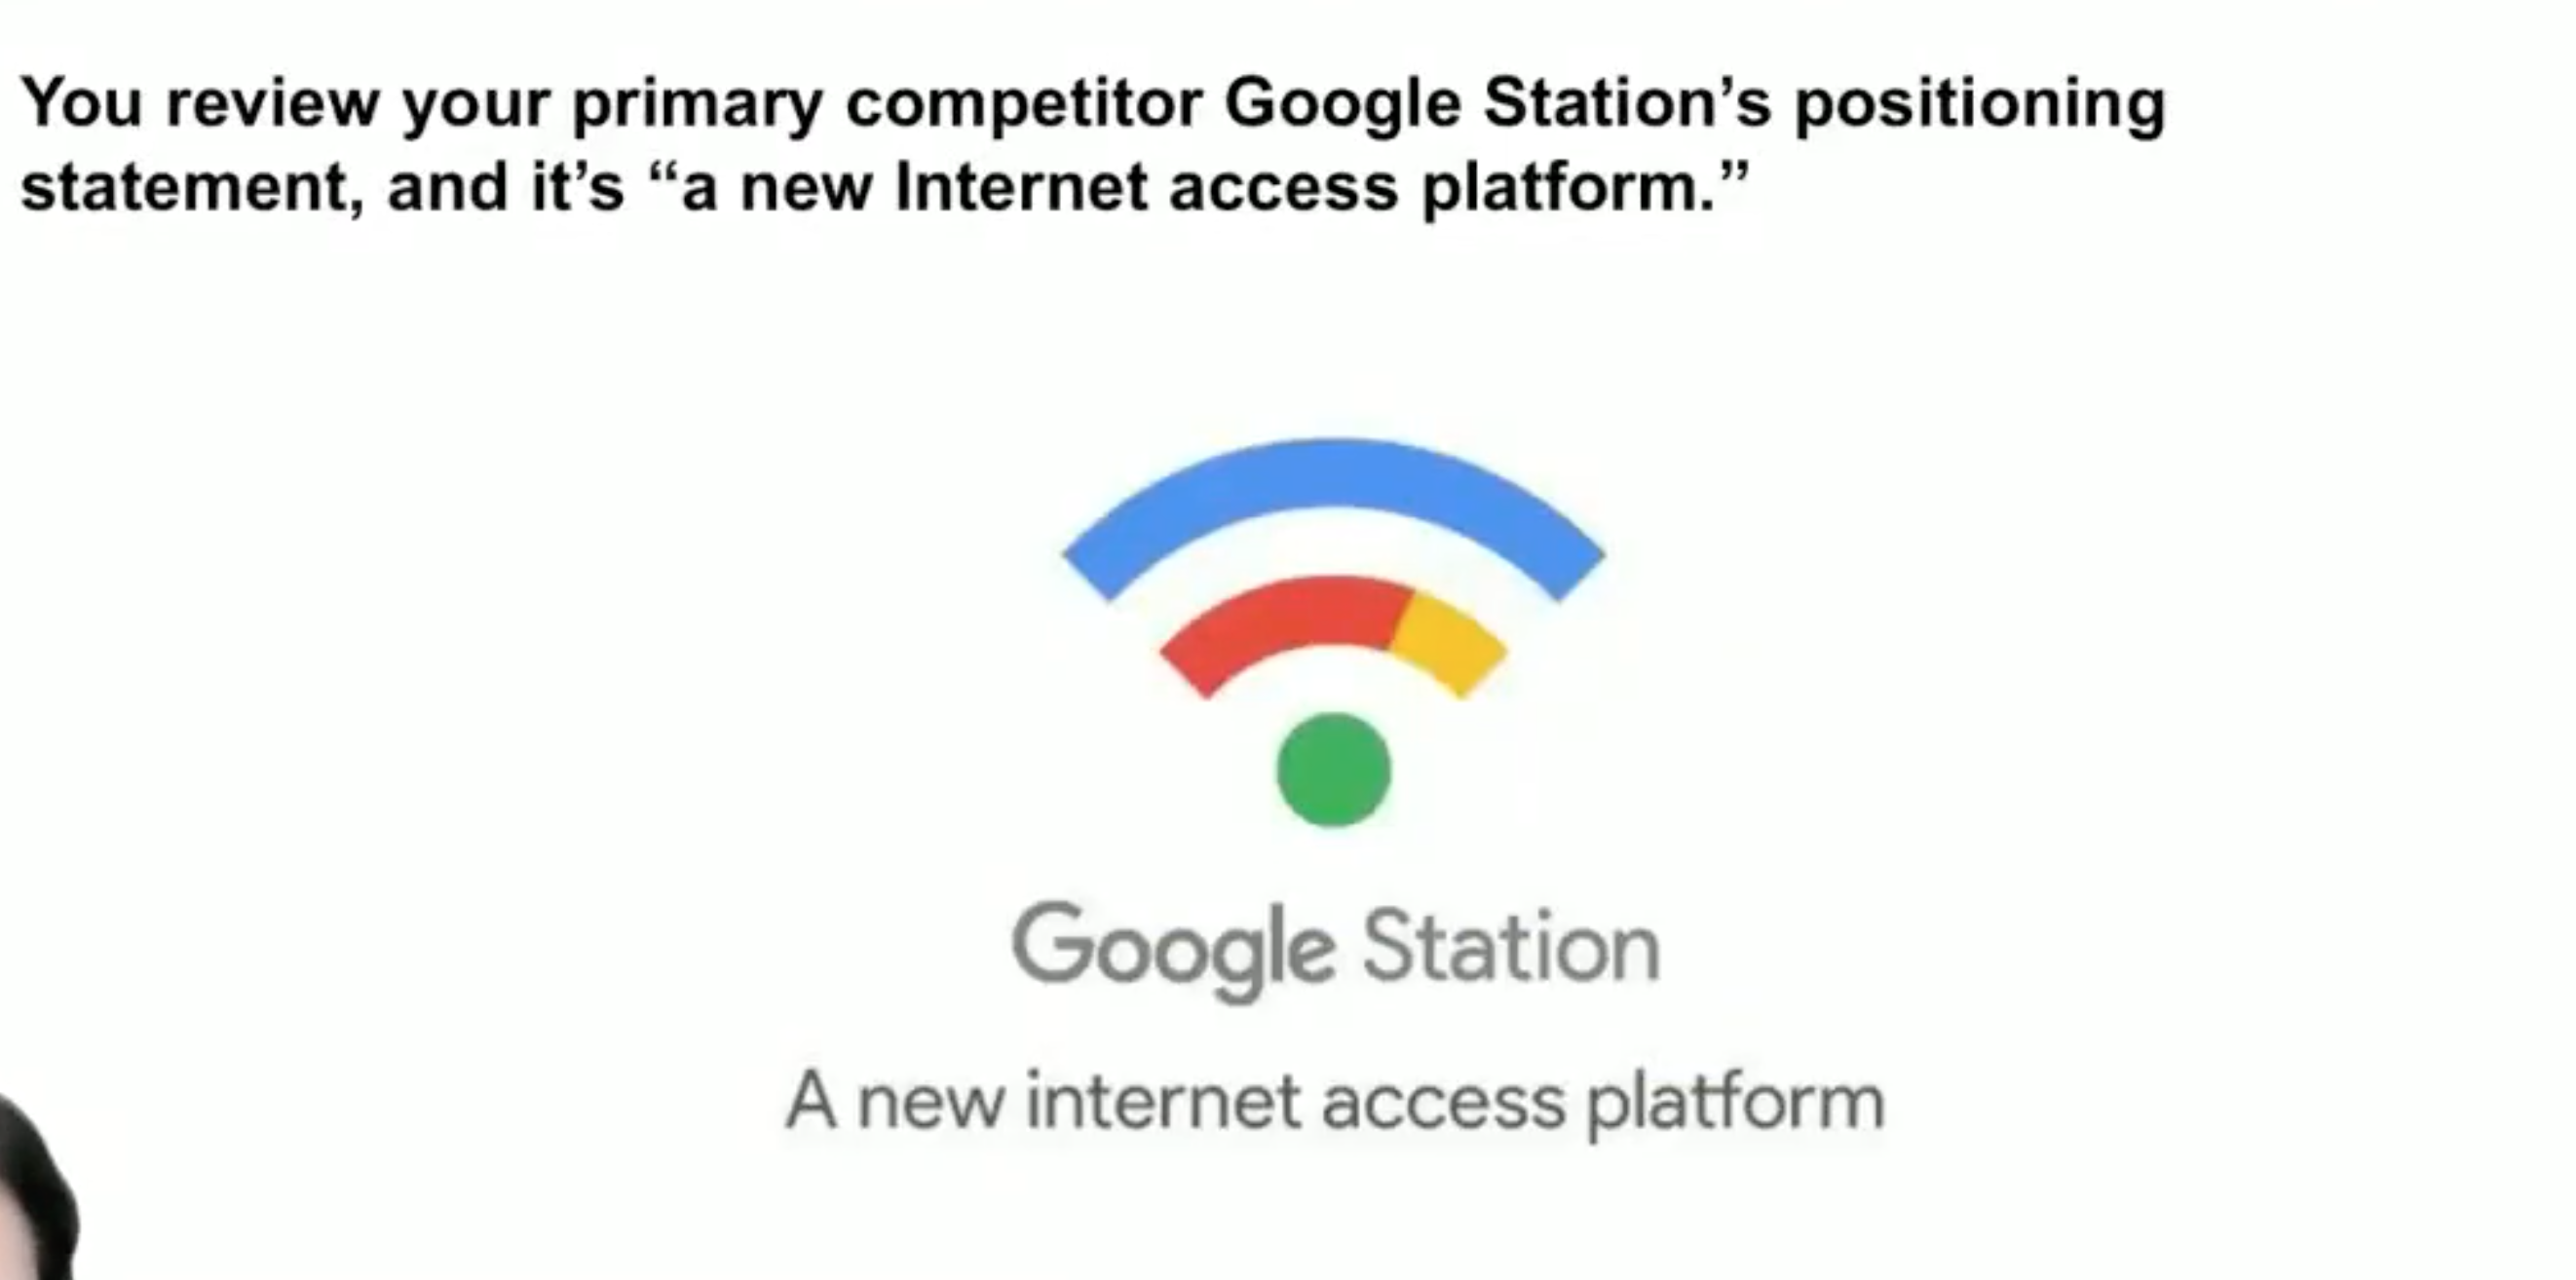 You review your primary competitor Google Station’s positioning
statement, and it’s “a new Internet access platform.”
Google Station
A new internet access platform